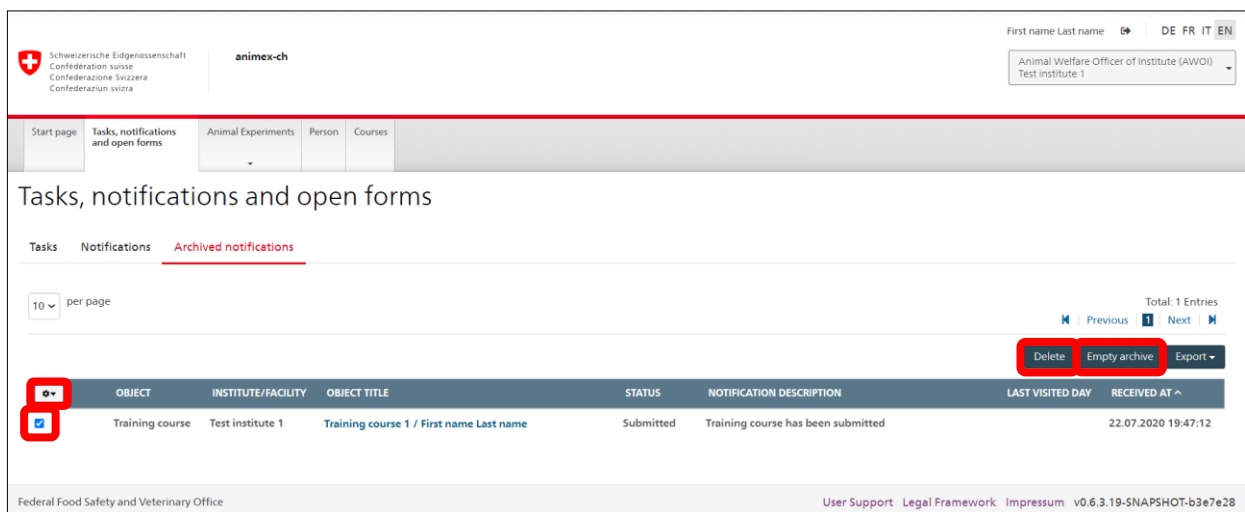 First name Last name DE FR IT EN
Schweizerische Eidgenossenschaft
Confédération suisse
Confederazione Svizzera
Confederaziun svizra
animex-ch
Animal Welfare Officer of Institute (AWOI)
Test institute 1
Start page
Tasks, notifications
and open forms
Animal Experiments
Person
Courses
Tasks, notifications and open forms
Tasks Notifications Archived notifications
10 per page
Total: 1 Entries
Previous 1 Next
Delete Empty archive Export
OBJECT INSTITUTE/FACILITY OBJECT TITLE STATUS NOTIFICATION DESCRIPTION LAST VISITED DAY RECEIVED AT
Training course Test institute 1 Training course 1 / First name Last name Submitted Training course has been submitted 22.07.2020 19:47:12
Federal Food Safety and Veterinary Office User Support Legal Framework Impressum v0.6.3.19-SNAPSHOT-b3e7e28